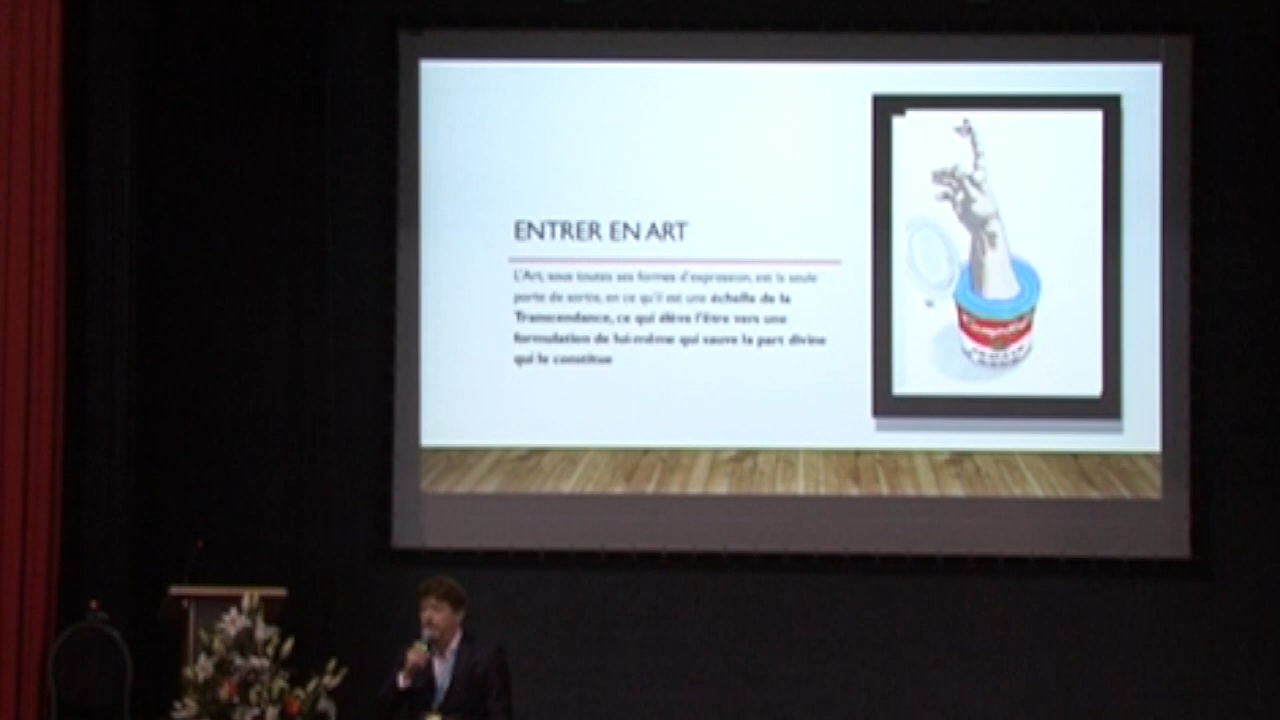 ENTRER EN ART
L'Art, sous toutes ses formes d'expression, est la seule
porte de sortie, en ce qu'il est une échelle de la
Transcendance, ce qui élève l'être vers une
formulation de lui-même qui sauve la part divine
qui le constitue
Campbell's